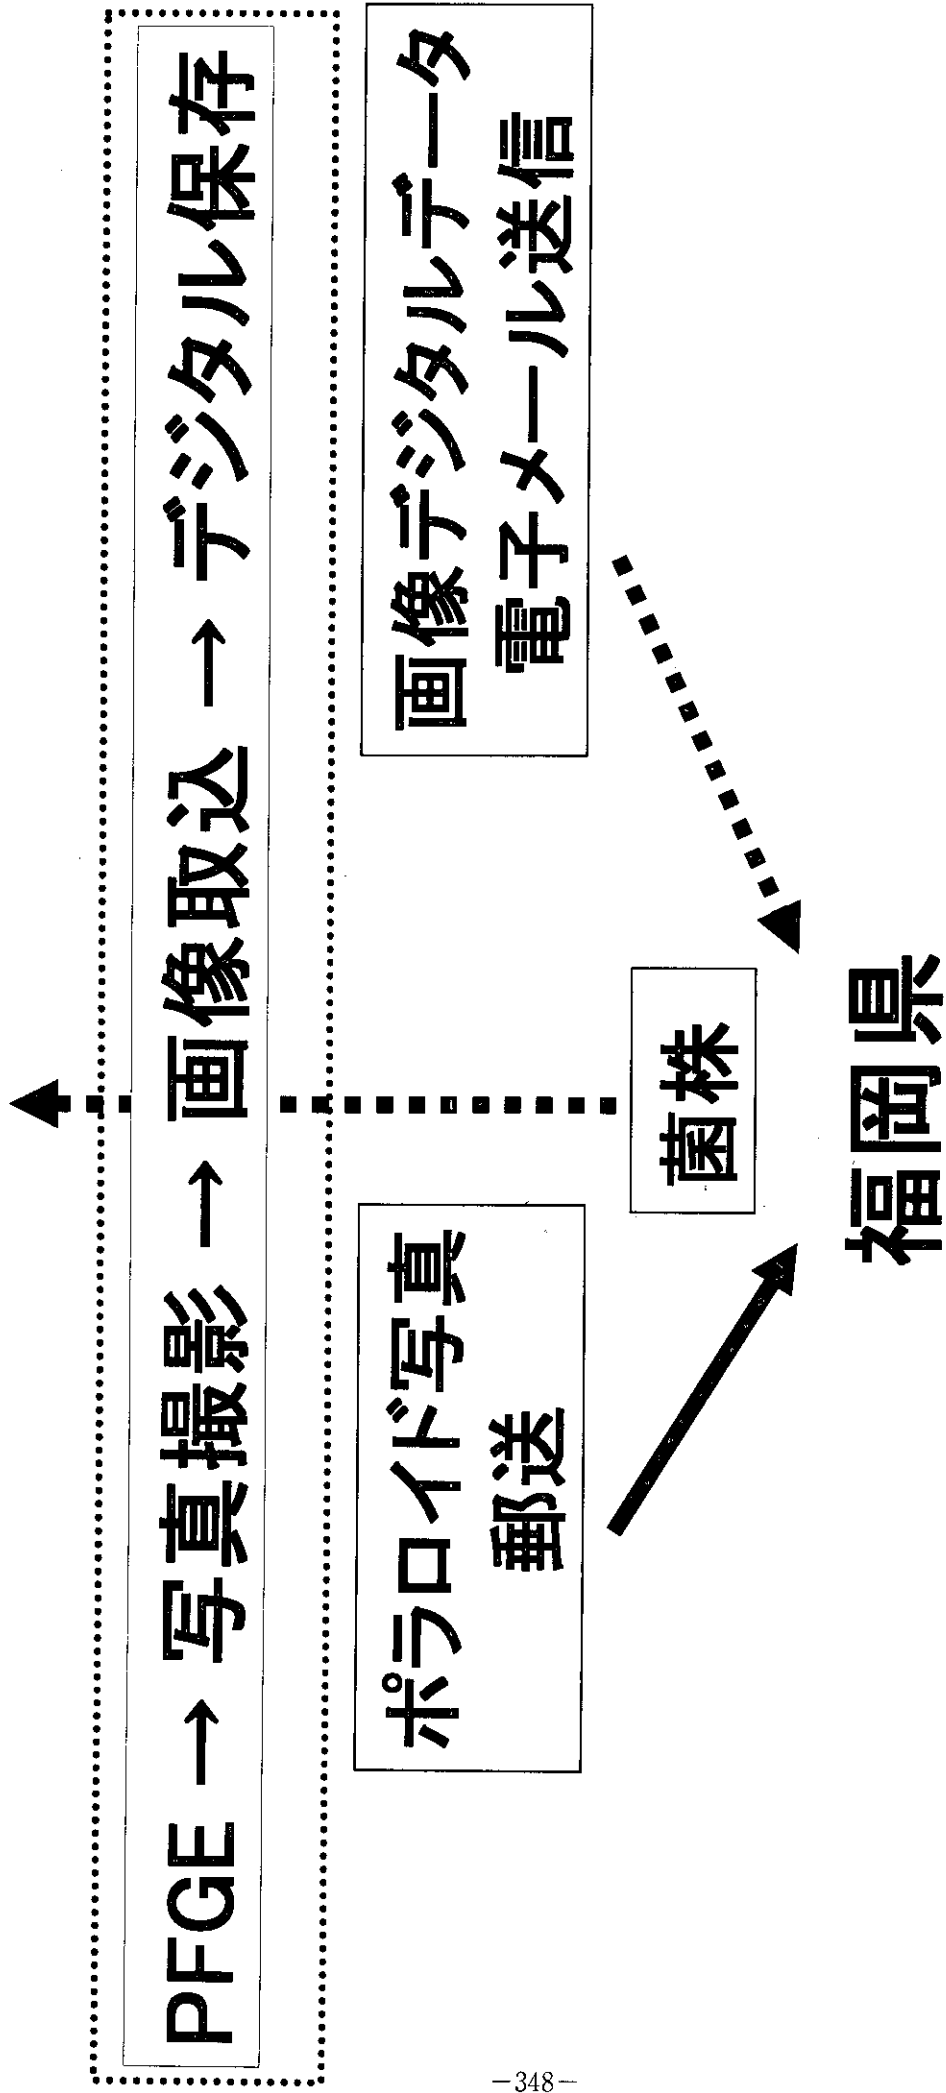 PFGE → 写真撮影 → 画像取込 → デジタル保存
ポラロイド写真
郵送
画像デジタルデータ
電子メール送信
菌株
福岡県
－348－